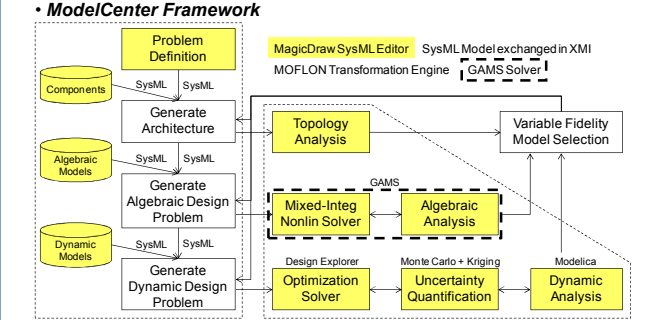 • ModelCenter Framework
Problem
Definition
MagicDraw SysML Editor
SysML Model exchanged in XMI
MOFLON Transformation Engine
GAMS Solver
Components
SysML
SysML
Generate
Architecture
Topology
Analysis
Variable Fidelity
Model Selection
Algebraic
Models
SysML
SysML
Generate
Algebraic Design
Problem
GAMS
Mixed-Integ
Nonlin Solver
Algebraic
Analysis
Dynamic
Models
SysML
SysML
Generate
Dynamic Design
Problem
Design Explorer
Optimization
Solver
Monte Carlo + Kriging
Uncertainty
Quantification
Modelica
Dynamic
Analysis